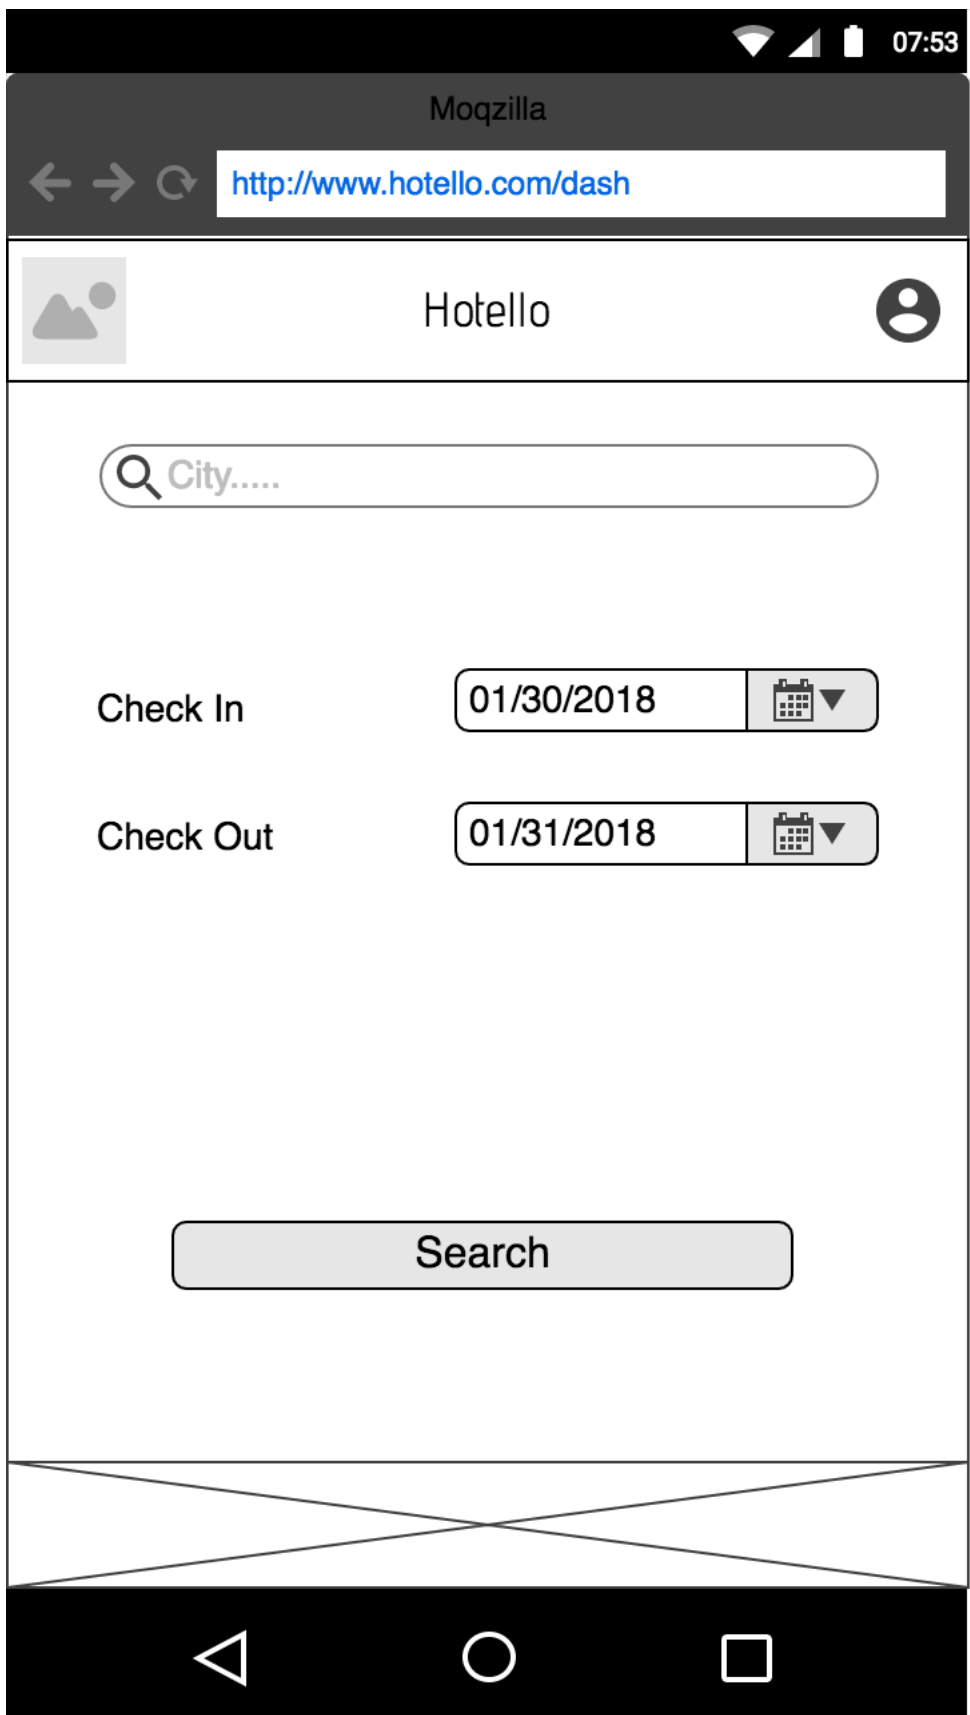 07:53
Moqzilla
http://www.hotello.com/dash
Hotello
City.....
Check In
01/30/2018
Check Out
01/31/2018
Search